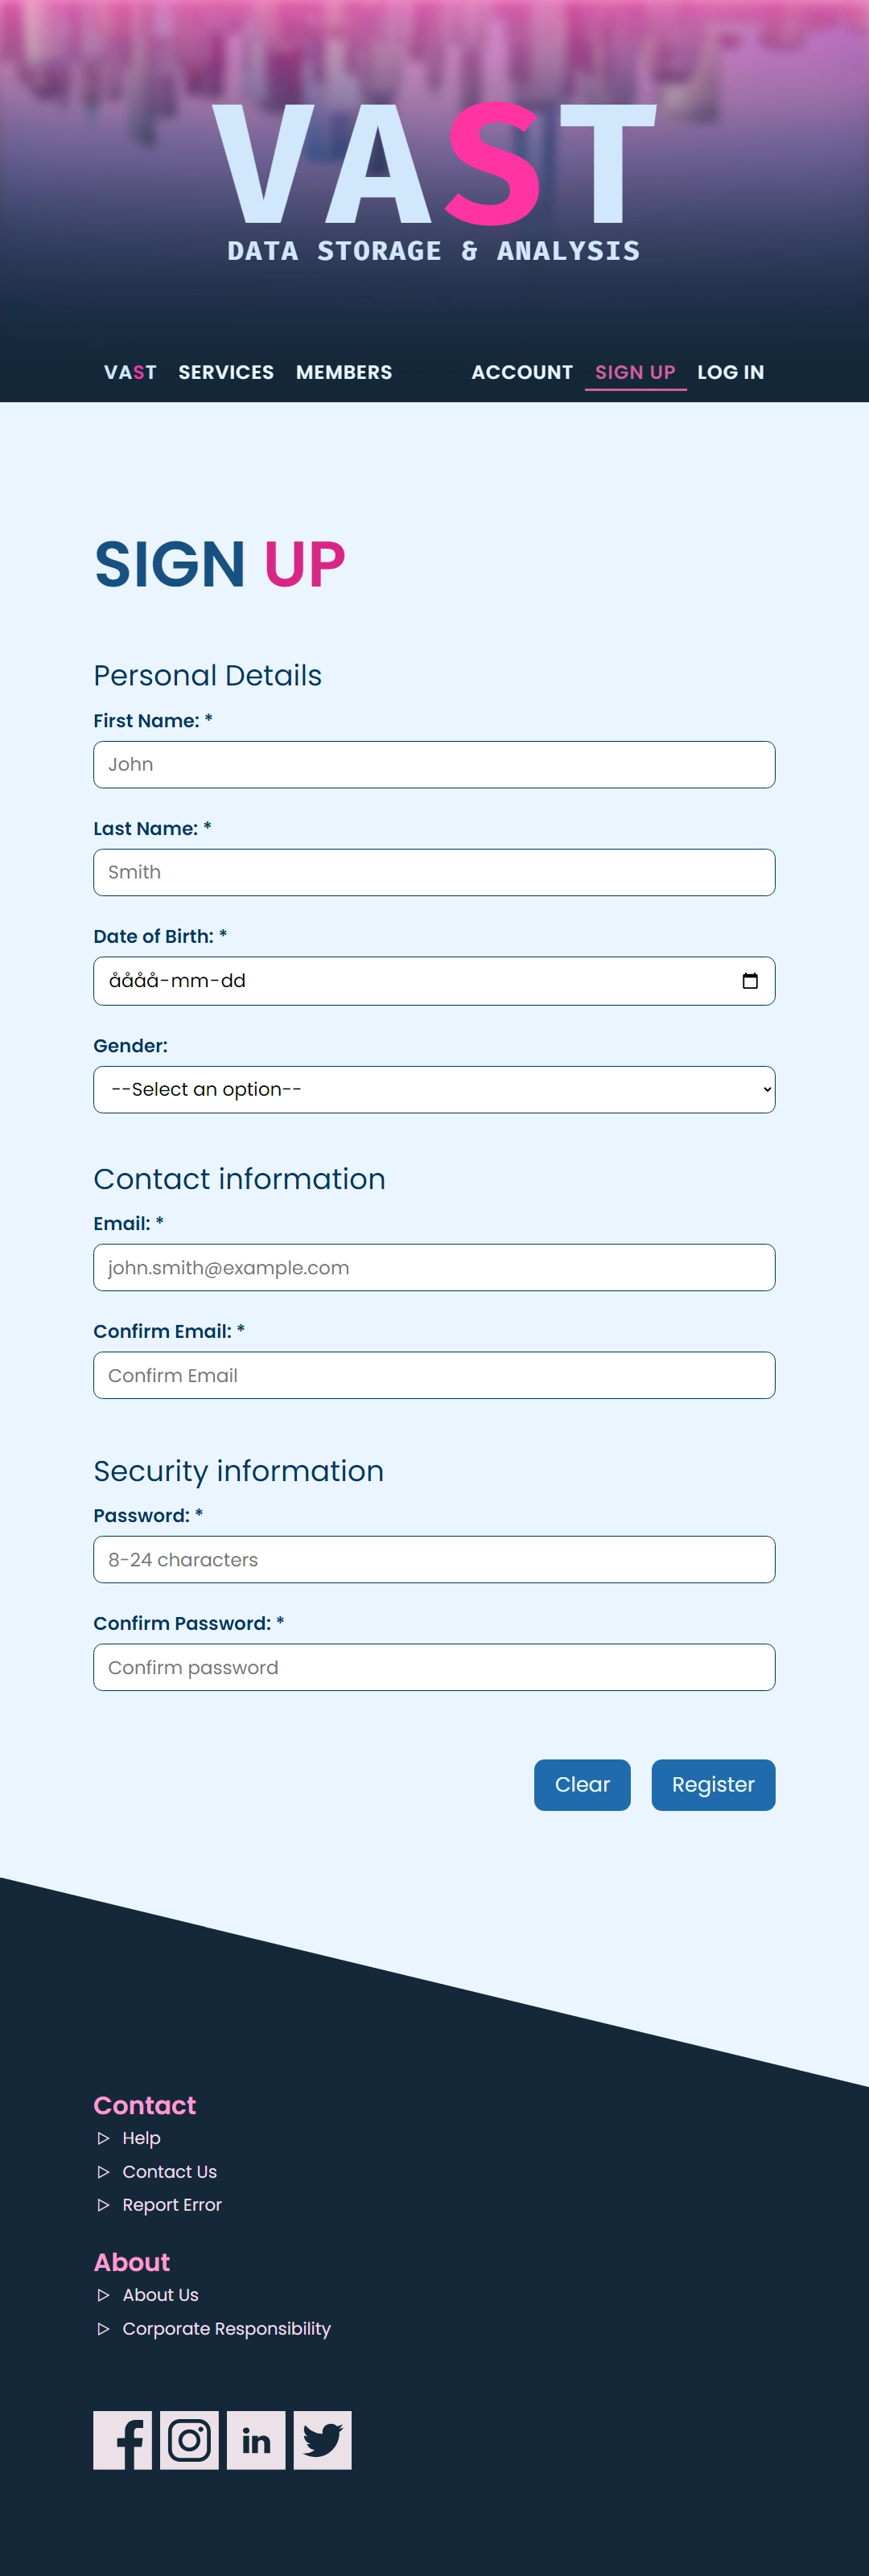 VAST
DATA STORAGE & ANALYSIS
VAST SERVICES MEMBERS ACCOUNT SIGN UP LOG IN
SIGN UP
Personal Details
First Name: *
John
Last Name: *
Smith
Date of Birth: *
åååå-mm-dd
Gender:
--Select an option--
Contact information
Email: *
john.smith@example.com
Confirm Email: *
Confirm Email
Security information
Password: *
8-24 characters
Confirm Password: *
Confirm password
Clear Register
Contact
Help
Contact Us
Report Error
About
About Us
Corporate Responsibility
in